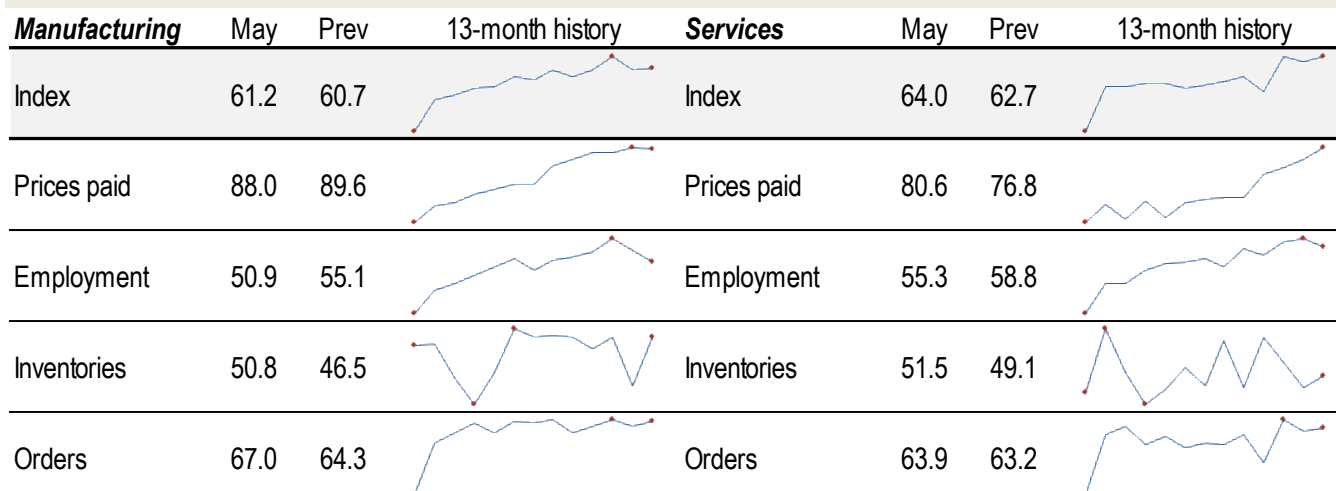 Manufacturing May Prev 13-month history Services May Prev 13-month history
Index 61.2 60.7 Index 64.0 62.7
Prices paid 88.0 89.6 Prices paid 80.6 76.8
Employment 50.9 55.1 Employment 55.3 58.8
Inventories 50.8 46.5 Inventories 51.5 49.1
Orders 67.0 64.3 Orders 63.9 63.2